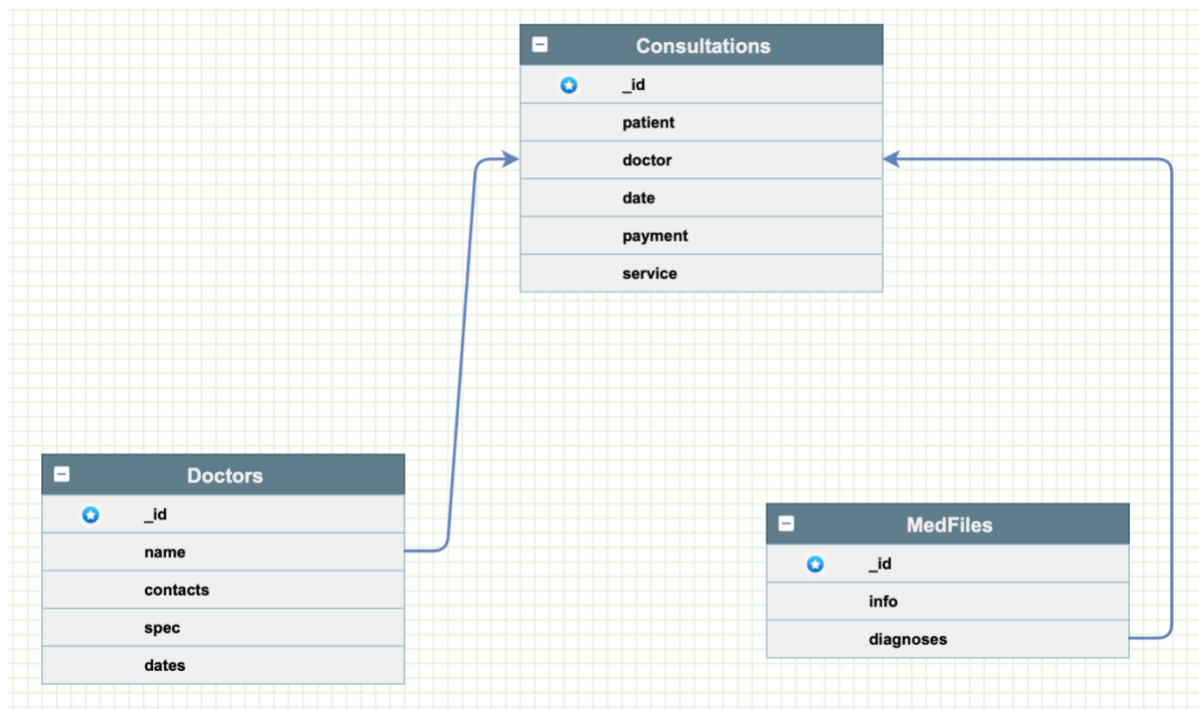 Consultations
_id
patient
doctor
date
payment
service
Doctors
_id
name
contacts
spec
dates
MedFiles
_id
info
diagnoses